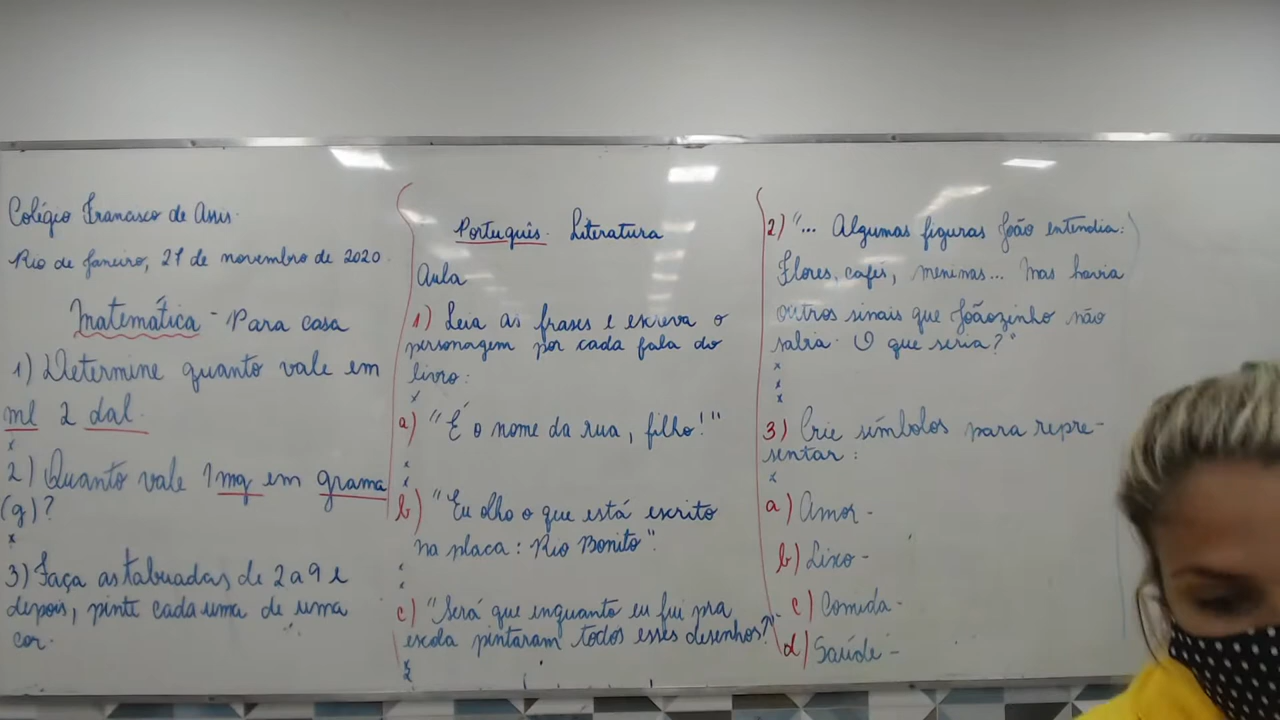 Colégio Francisco de Assis.
Rio de Janeiro, 27 de novembro de 2020.
Matemática - Para casa
1) Determine quanto vale em
ml 2 dal.
x
2) Quanto vale 1mg em grama
(g)?
x
3) Faça as tabuadas de 2 a 9 e
depois, pinte cada uma de uma
cor.
Português - Literatura
Aula
1) Leia as frases e escreva o
personagem por cada fala do
livro:
x
a) "É o nome da rua, filho!"
x
x
b) "Eu olho o que está escrito
na placa: Rio Bonito".
x
x
c) "Será que enquanto eu fui pra
escola pintaram todos esses desenhos?"
x
x
2) "... Algumas figuras João entendia:
Flores, cafés, meninas... Mas havia
outros sinais que Joãozinho não
sabia. O que seria?"
x
x
x
3) Crie símbolos para repre-
sentar:
x
a) Amor -
b) Lixo -
c) Comida -
d) Saúde -